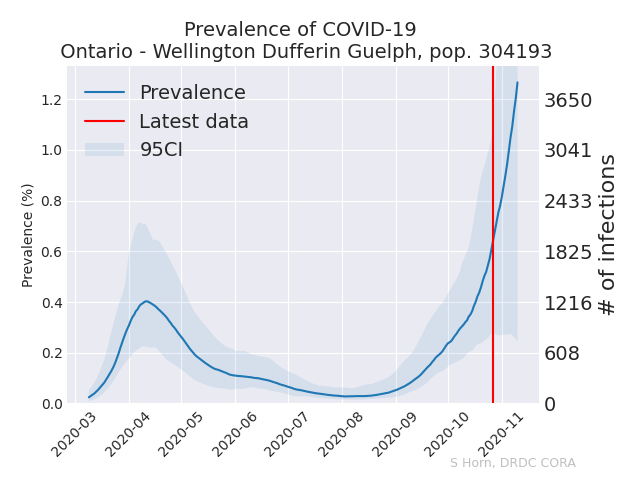 Prevalence of COVID-19
Ontario - Wellington Dufferin Guelph, pop. 304193
Prevalence
Latest data
95CI
Prevalence (%)
1.2
1.0
0.8
0.6
0.4
0.2
0.0
3650
3041
2433
1825
1216
608
0
# of infections
2020-03
2020-04
2020-05
2020-06
2020-07
2020-08
2020-09
2020-10
2020-11
S Horn, DRDC CORA